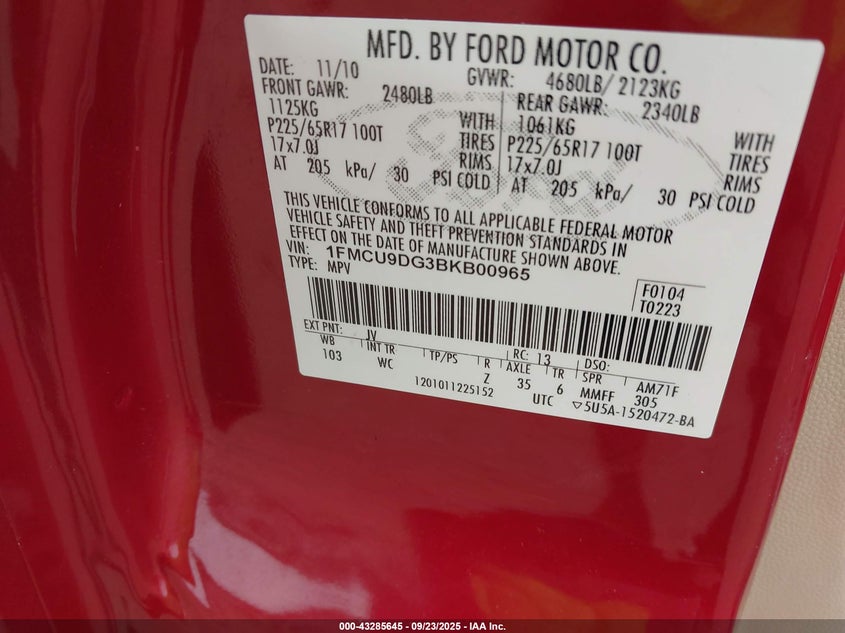 MFD. BY FORD MOTOR CO.
DATE: 11/10 GVWR: 4680LB/ 2123KG
FRONT GAWR: 2480LB REAR GAWR: 2340LB
1125KG WITH 1061KG WITH
P225/65R17 100T TIRES P225/65R17 100T TIRES
17x7.0J RIMS 17x7.0J RIMS
AT 205 kPa/ 30 PSI COLD AT 205 kPa/ 30 PSI COLD
THIS VEHICLE CONFORMS TO ALL APPLICABLE FEDERAL MOTOR
VEHICLE SAFETY AND THEFT PREVENTION STANDARDS IN
EFFECT ON THE DATE OF MANUFACTURE SHOWN ABOVE.
VIN: 1FMCU9DG3BKB00965
TYPE: MPV
F0104
T0223
EXT PNT: JV RC: 13 DSO:
WB INT TR TP/PS R AXLE TR SPR AM71F
103 WC Z 35 6 MMFF 305
1201011225152 UTC ▽5U5A-1520472-BA
000-43285645 - 09/23/2025 - IAA Inc.